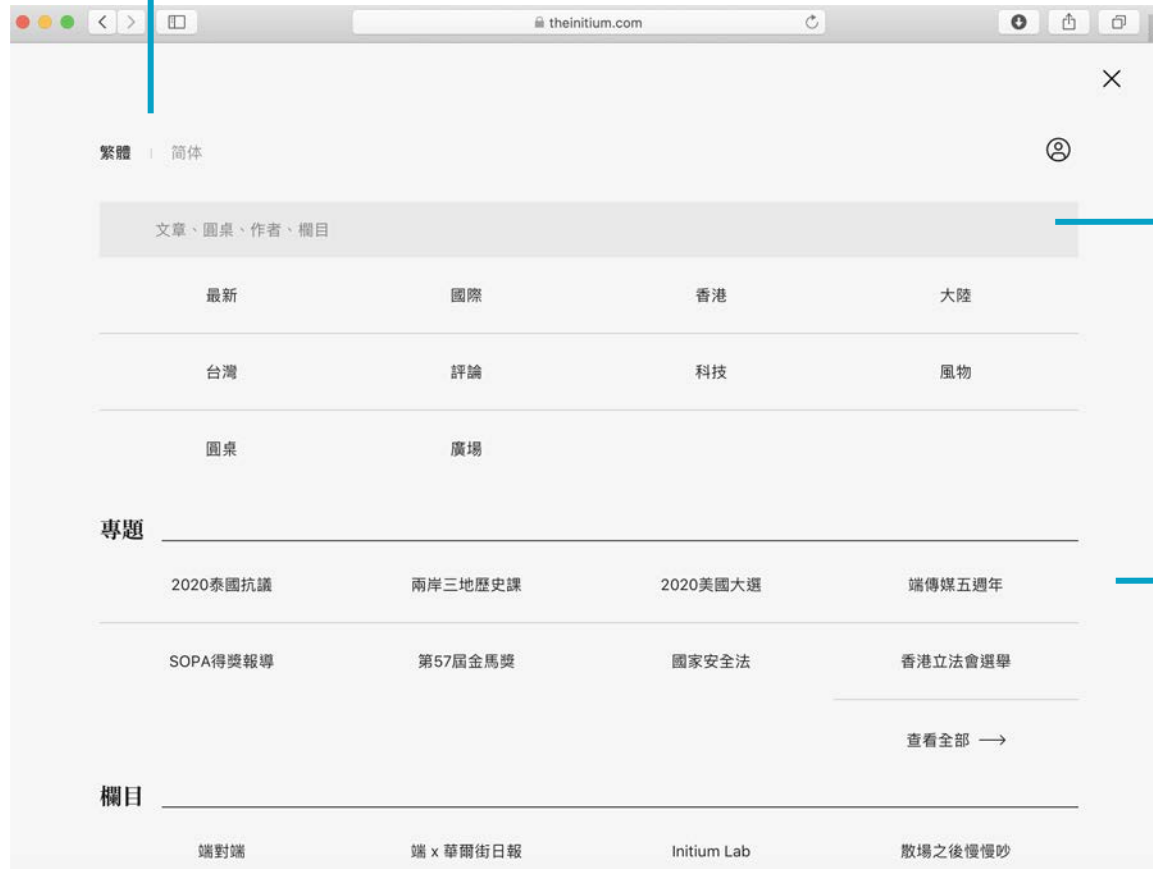 theinitium.com
繁體 简体
文章、圓桌、作者、欄目
最新 國際 香港 大陸
台灣 評論 科技 風物
圓桌 廣場
專題
2020泰國抗議 兩岸三地歷史課 2020美國大選 端傳媒五週年
SOPA得獎報導 第57屆金馬獎 國家安全法 香港立法會選舉
查看全部 →
欄目
端對端 端 x 華爾街日報 Initium Lab 散場之後慢慢吵